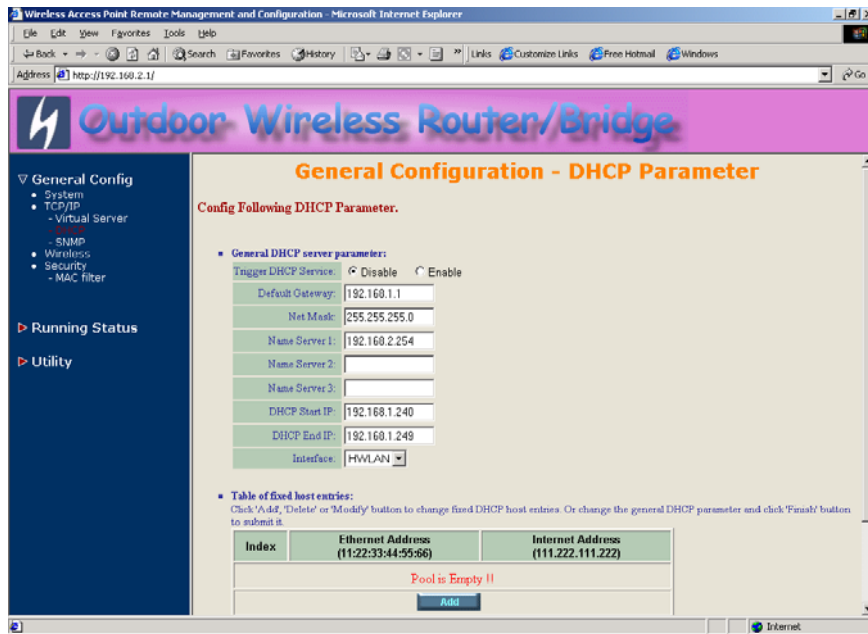 Wireless Access Point Remote Management and Configuration - Microsoft Internet Explorer
File Edit View Favorites Tools Help
Back Search Favorites History Links Customize Links Free Hotmail Windows
Address http://192.168.2.1/ Go
Outdoor Wireless Router/Bridge
General Config
System
TCP/IP
- Virtual Server
- DHCP
- SNMP
Wireless
Security
- MAC filter
Running Status
Utility
General Configuration - DHCP Parameter
Config Following DHCP Parameter.
General DHCP server parameter:
Trigger DHCP Service: Disable Enable
Default Gateway: 192.168.1.1
Net Mask: 255.255.255.0
Name Server 1: 192.168.2.254
Name Server 2:
Name Server 3:
DHCP Start IP: 192.168.1.240
DHCP End IP: 192.168.1.249
Interface: HWLAN
Table of fixed host entries:
Click 'Add', 'Delete' or 'Modify' button to change fixed DHCP host entries. Or change the general DHCP parameter and click 'Finish' button
to submit it.
Index Ethernet Address Internet Address
(11:22:33:44:55:66) (111.222.111.222)
Pool is Empty !!
Add
Internet